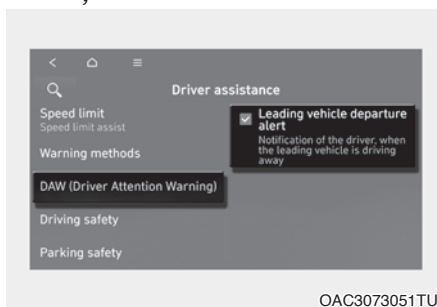 Driver assistance
Speed limit
Speed limit assist
Warning methods
DAW (Driver Attention Warning)
Driving safety
Parking safety
Leading vehicle departure
alert
Notification of the driver, when
the leading vehicle is driving
away
OAC3073051TU